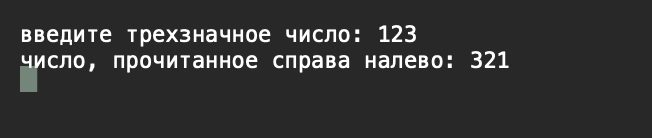 введите трехзначное число: 123
число, прочитанное справа налево: 321